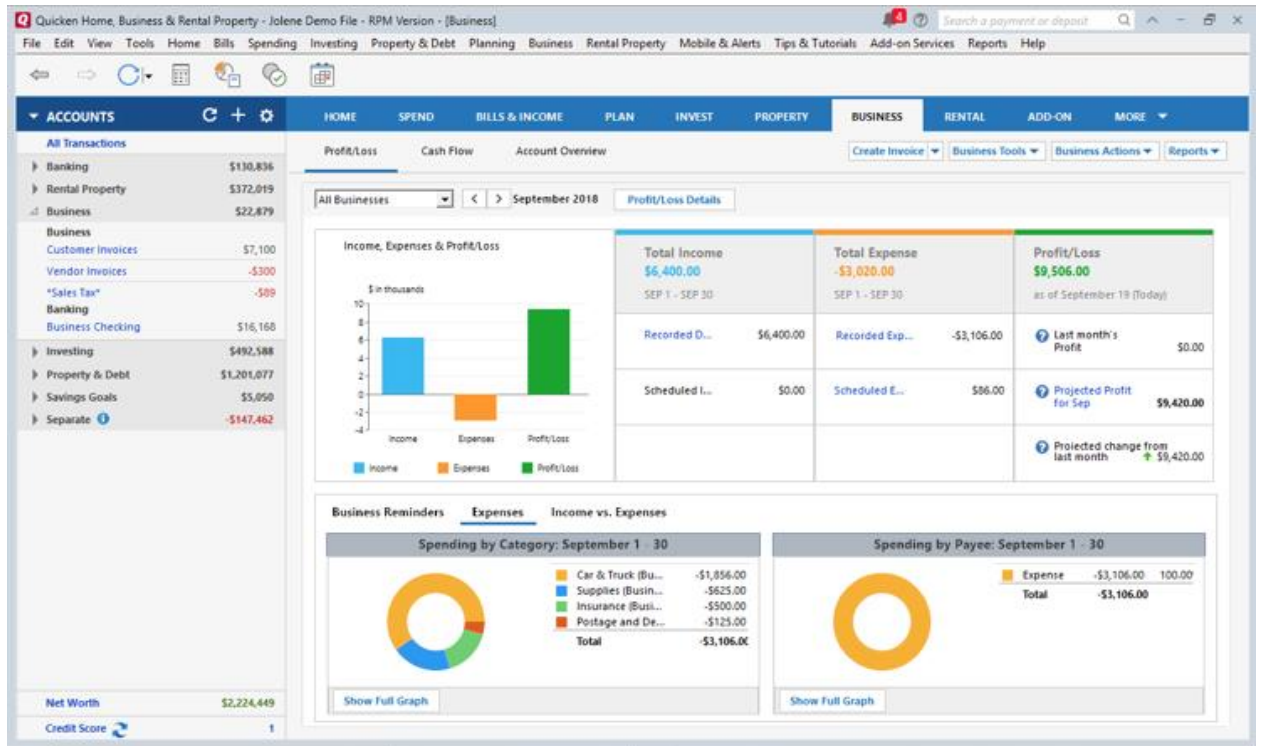 Quicken Home, Business & Rental Property - Jolene Demo File - RPM Version - [Business]
4
Search a payment or deposit
File Edit View Tools Home Bills Spending Investing Property & Debt Planning Business Rental Property Mobile & Alerts Tips & Tutorials Add-on Services Reports Help
ACCOUNTS
HOME SPEND BILLS & INCOME PLAN INVEST PROPERTY BUSINESS RENTAL ADD-ON MORE
All Transactions
Banking $130,836
Rental Property $372,019
Business $22,879
Business
Customer Invoices $7,100
Vendor Invoices -$300
*Sales Tax* -$89
Banking
Business Checking $16,168
Investing $492,588
Property & Debt $1,201,077
Savings Goals $5,050
Separate -$147,462
Net Worth $2,224,449
Credit Score 1
Profit/Loss Cash Flow Account Overview
Create Invoice Business Tools Business Actions Reports
All Businesses < > September 2018 Profit/Loss Details
Income, Expenses & Profit/Loss
$ in thousands
10
8
6
4
2
0
-2
-4
Income Expenses Profit/Loss
Income Expenses Profit/Loss
Total Income
$6,400.00
SEP 1 - SEP 30
Recorded D... $6,400.00
Scheduled I... $0.00
Total Expense
-$3,020.00
SEP 1 - SEP 30
Recorded Exp... -$3,106.00
Scheduled E... $86.00
Profit/Loss
$9,506.00
as of September 19 (Today)
Last month's
Profit $0.00
Projected Profit
for Sep $9,420.00
Projected change from
last month $9,420.00
Business Reminders Expenses Income vs. Expenses
Spending by Category: September 1 - 30
Car & Truck (Bu... -$1,856.00
Supplies (Busin... -$625.00
Insurance (Busi... -$500.00
Postage and De... -$125.00
Total -$3,106.0
Show Full Graph
Spending by Payee: September 1 - 30
Expense -$3,106.00 100.00
Total -$3,106.00
Show Full Graph